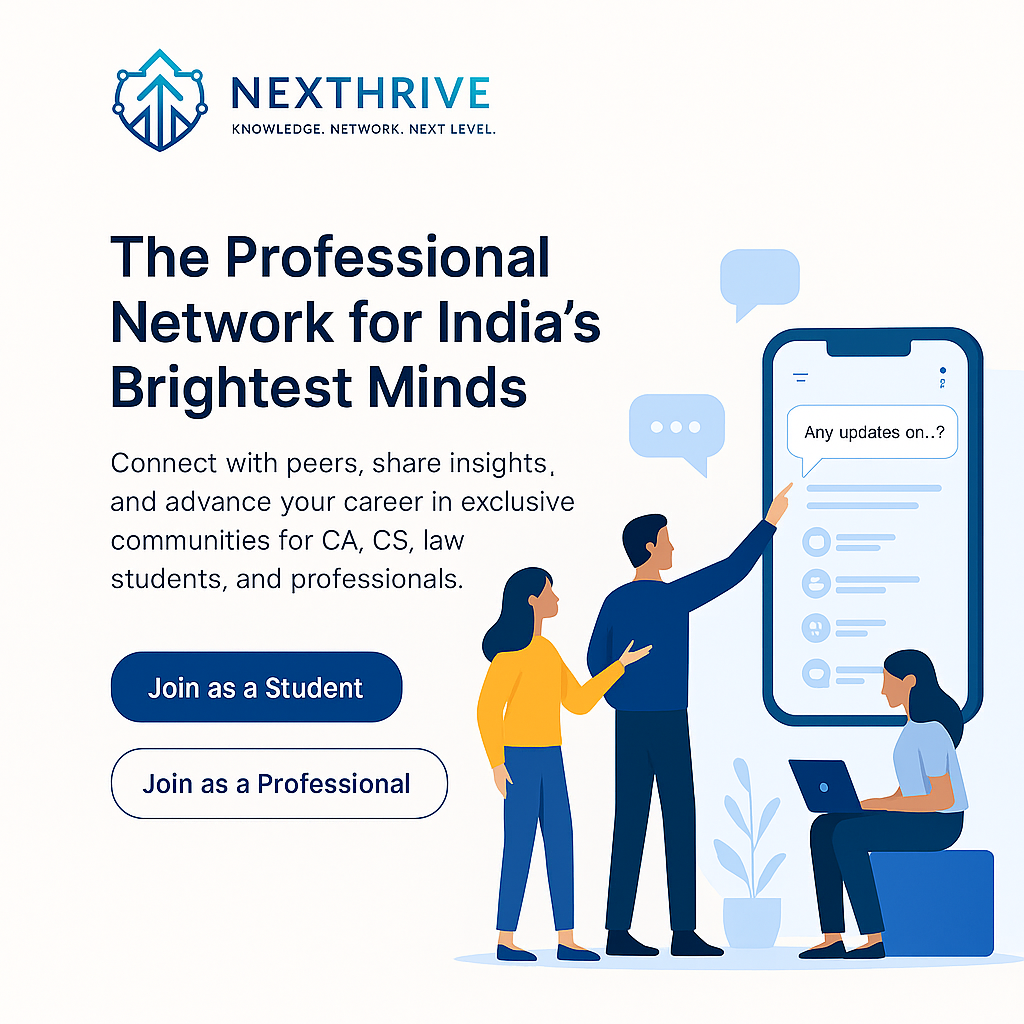 NEXTHRIVE
KNOWLEDGE. NETWORK. NEXT LEVEL.
The Professional
Network for India’s
Brightest Minds
Connect with peers, share insights,
and advance your career in exclusive
communities for CA, CS, law
students, and professionals.
Any updates on..?
Join as a Student
Join as a Professional